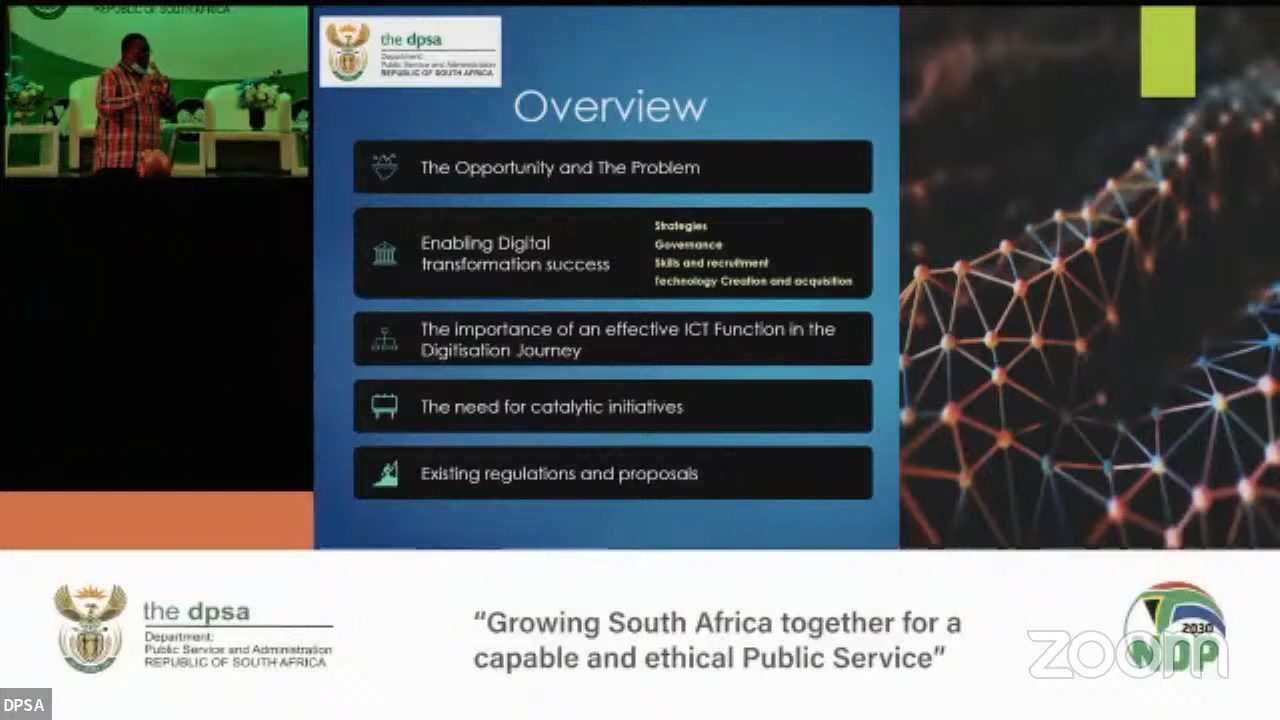 REPUBLIC OF SOUTH AFRICA
the dpsa
Department:
Public Service and Administration
REPUBLIC OF SOUTH AFRICA
Overview
The Opportunity and The Problem
Enabling Digital
transformation success
Strategies
Governance
Skills and recruitment
Technology Creation and acquisition
The importance of an effective ICT Function in the
Digitisation Journey
The need for catalytic initiatives
Existing regulations and proposals
the dpsa
Department:
Public Service and Administration
REPUBLIC OF SOUTH AFRICA
“Growing South Africa together for a
capable and ethical Public Service”
2030
NDP
zoom
DPSA